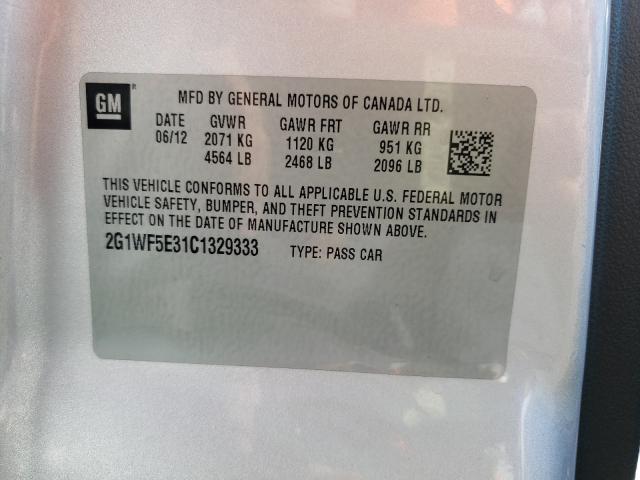 GM ®
MFD BY GENERAL MOTORS OF CANADA LTD.
DATE GVWR GAWR FRT GAWR RR
06/12 2071 KG 1120 KG 951 KG
4564 LB 2468 LB 2096 LB
THIS VEHICLE CONFORMS TO ALL APPLICABLE U.S. FEDERAL MOTOR
VEHICLE SAFETY, BUMPER, AND THEFT PREVENTION STANDARDS IN
EFFECT ON THE DATE OF MANUFACTURE SHOWN ABOVE.
2G1WF5E31C1329333 TYPE: PASS CAR